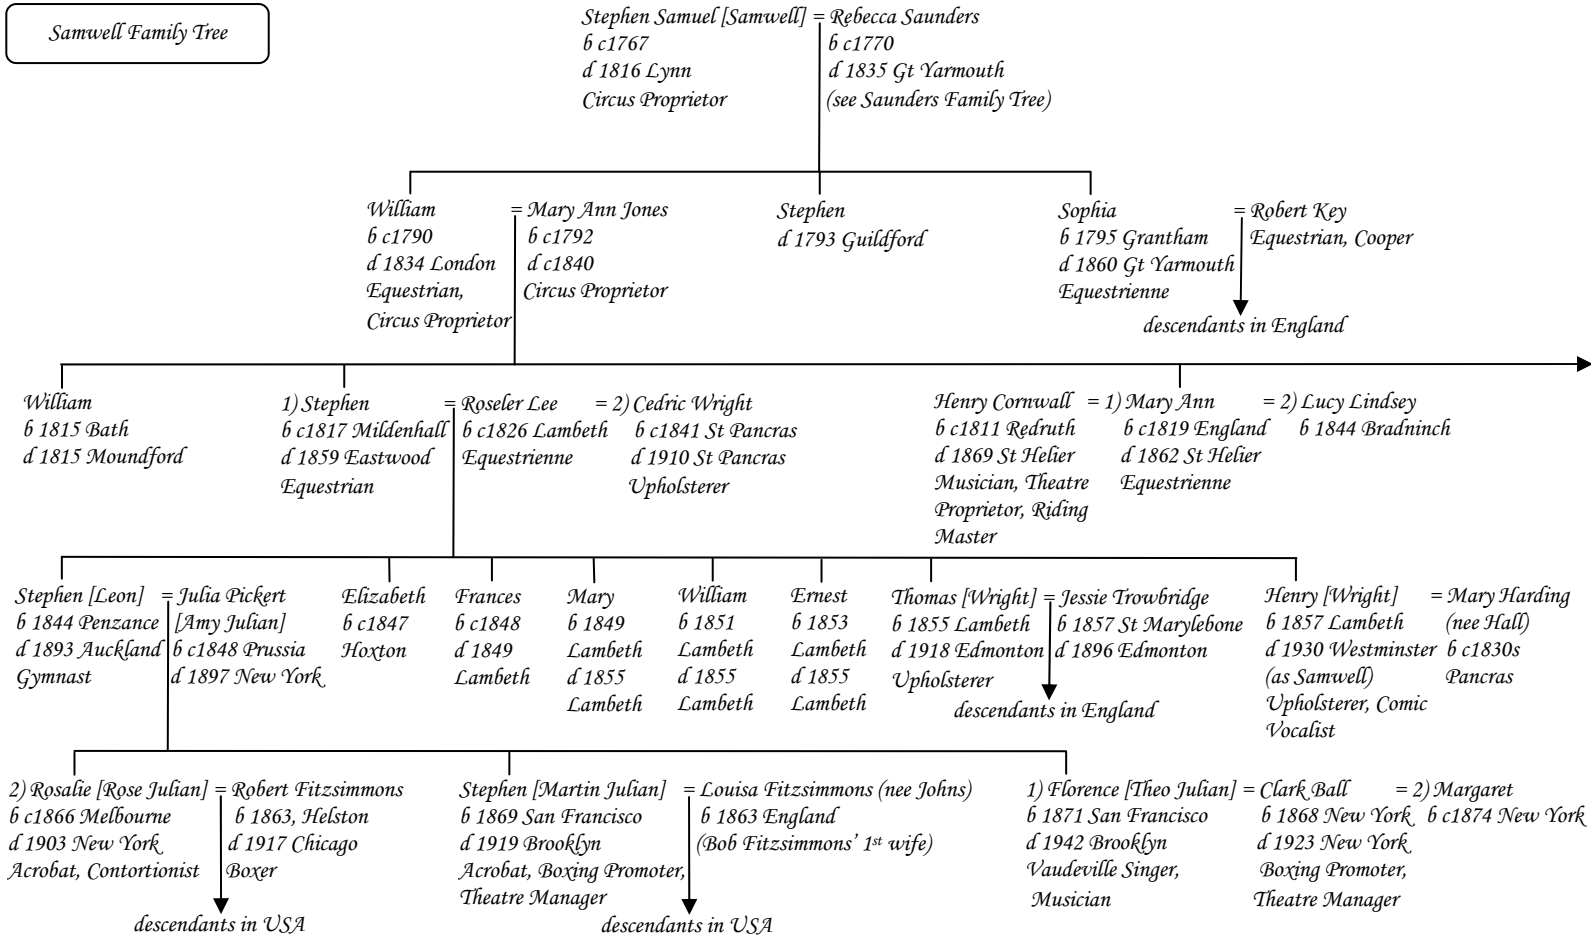 Samwell Family Tree
Stephen Samuel [Samwell] = Rebecca Saunders
b c1767
d 1816 Lynn
Circus Proprietor
b c1770
d 1835 Gt Yarmouth
(see Saunders Family Tree)
William
b c1790
d 1834 London
Equestrian,
Circus Proprietor
= Mary Ann Jones
b c1792
d c1840
Circus Proprietor
Stephen
d 1793 Guildford
Sophia
b 1795 Grantham
d 1860 Gt Yarmouth
Equestrienne
= Robert Key
Equestrian, Cooper
descendants in England
William
b 1815 Bath
d 1815 Moundford
1) Stephen
b c1817 Mildenhall
d 1859 Eastwood
Equestrian
= Roseler Lee
b c1826 Lambeth
Equestrienne
= 2) Cedric Wright
b c1841 St Pancras
d 1910 St Pancras
Upholsterer
Henry Cornwall
b c1811 Redruth
d 1869 St Helier
Musician, Theatre
Proprietor, Riding
Master
= 1) Mary Ann
b c1819 England
d 1862 St Helier
Equestrienne
= 2) Lucy Lindsey
b 1844 Bradninch
Stephen [Leon]
b 1844 Penzance
d 1893 Auckland
Gymnast
= Julia Pickert
[Amy Julian]
b c1848 Prussia
d 1897 New York
Elizabeth
b c1847
Hoxton
Frances
b c1848
d 1849
Lambeth
Mary
b 1849
Lambeth
d 1855
Lambeth
William
b 1851
Lambeth
d 1855
Lambeth
Ernest
b 1853
Lambeth
d 1855
Lambeth
Thomas [Wright]
b 1855 Lambeth
d 1918 Edmonton
Upholsterer
= Jessie Trowbridge
b 1857 St Marylebone
d 1896 Edmonton
descendants in England
Henry [Wright]
b 1857 Lambeth
d 1930 Westminster
(as Samwell)
Upholsterer, Comic
Vocalist
= Mary Harding
(nee Hall)
b c1830s
Pancras
2) Rosalie [Rose Julian]
b c1866 Melbourne
d 1903 New York
Acrobat, Contortionist
= Robert Fitzsimmons
b 1863, Helston
d 1917 Chicago
Boxer
descendants in USA
Stephen [Martin Julian]
b 1869 San Francisco
d 1919 Brooklyn
Acrobat, Boxing Promoter,
Theatre Manager
= Louisa Fitzsimmons (nee Johns)
b 1863 England
(Bob Fitzsimmons' 1st wife)
descendants in USA
1) Florence [Theo Julian]
b 1871 San Francisco
d 1942 Brooklyn
Vaudeville Singer,
Musician
= Clark Ball
b 1868 New York
d 1923 New York
Boxing Promoter,
Theatre Manager
= 2) Margaret
b c1874 New York